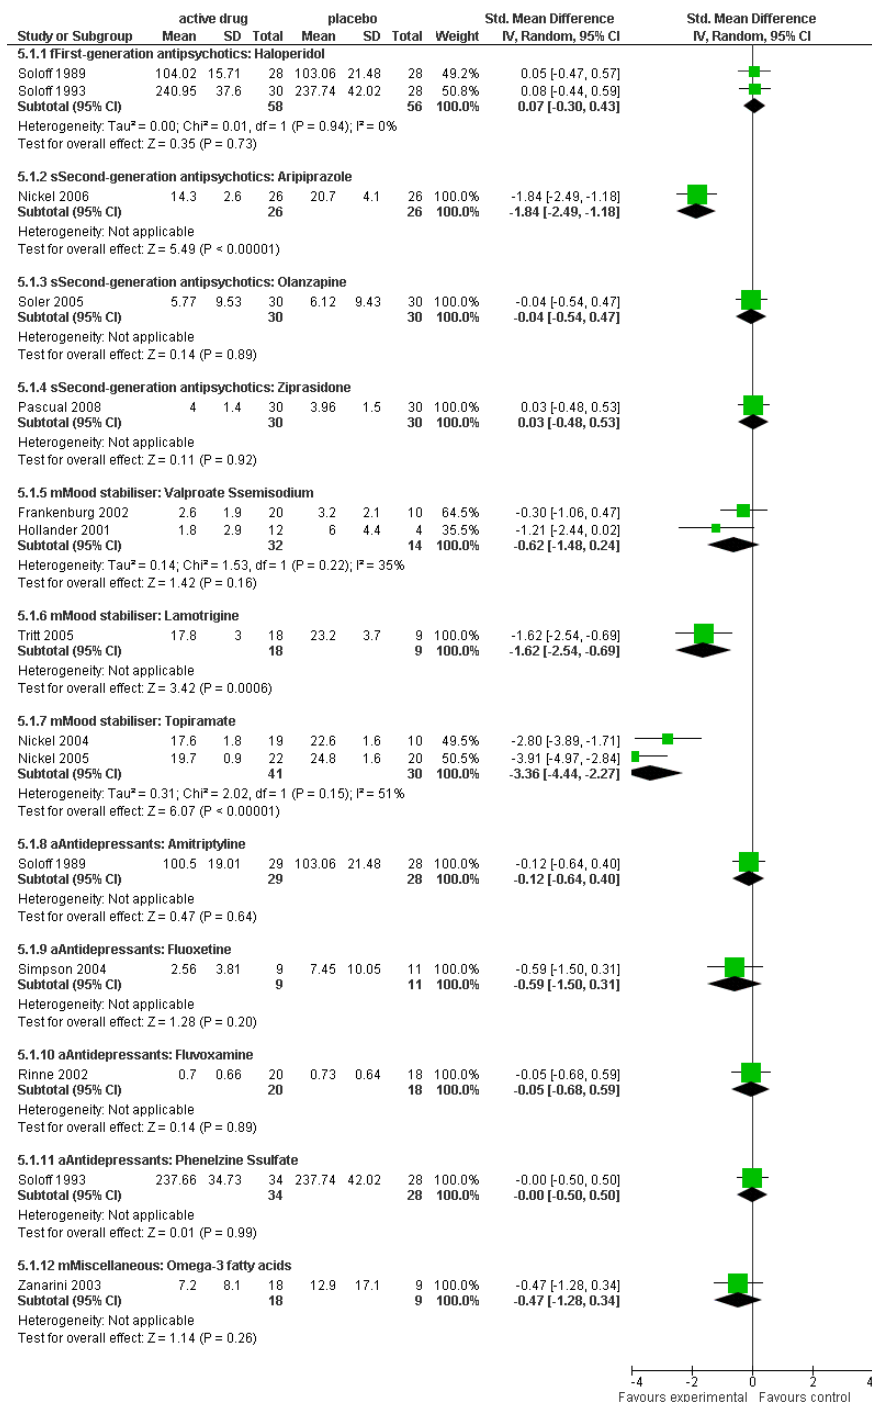 active drug placebo Std. Mean Difference Std. Mean Difference
Study or Subgroup Mean SD Total Mean SD Total Weight IV, Random, 95% CI IV, Random, 95% CI
5.1.1 fFirst-generation antipsychotics: Haloperidol
Soloff 1989 104.02 15.71 28 103.06 21.48 28 49.2% 0.05 [-0.47, 0.57]
Soloff 1993 240.95 37.6 30 237.74 42.02 28 50.8% 0.08 [-0.44, 0.59]
Subtotal (95% CI) 58 56 100.0% 0.07 [-0.30, 0.43]
Heterogeneity: Tau² = 0.00; Chi² = 0.01, df = 1 (P = 0.94); I² = 0%
Test for overall effect: Z = 0.35 (P = 0.73)
5.1.2 sSecond-generation antipsychotics: Aripiprazole
Nickel 2006 14.3 2.6 26 20.7 4.1 26 100.0% -1.84 [-2.49, -1.18]
Subtotal (95% CI) 26 26 100.0% -1.84 [-2.49, -1.18]
Heterogeneity: Not applicable
Test for overall effect: Z = 5.49 (P < 0.00001)
5.1.3 sSecond-generation antipsychotics: Olanzapine
Soler 2005 5.77 9.53 30 6.12 9.43 30 100.0% -0.04 [-0.54, 0.47]
Subtotal (95% CI) 30 30 100.0% -0.04 [-0.54, 0.47]
Heterogeneity: Not applicable
Test for overall effect: Z = 0.14 (P = 0.89)
5.1.4 sSecond-generation antipsychotics: Ziprasidone
Pascual 2008 4 1.4 30 3.96 1.5 30 100.0% 0.03 [-0.48, 0.53]
Subtotal (95% CI) 30 30 100.0% 0.03 [-0.48, 0.53]
Heterogeneity: Not applicable
Test for overall effect: Z = 0.11 (P = 0.92)
5.1.5 mMood stabiliser: Valproate Ssemisodium
Frankenburg 2002 2.6 1.9 20 3.2 2.1 10 64.5% -0.30 [-1.06, 0.47]
Hollander 2001 1.8 2.9 12 6 4.4 4 35.5% -1.21 [-2.44, 0.02]
Subtotal (95% CI) 32 14 100.0% -0.62 [-1.48, 0.24]
Heterogeneity: Tau² = 0.14; Chi² = 1.53, df = 1 (P = 0.22); I² = 35%
Test for overall effect: Z = 1.42 (P = 0.16)
5.1.6 mMood stabiliser: Lamotrigine
Tritt 2005 17.8 3 18 23.2 3.7 9 100.0% -1.62 [-2.54, -0.69]
Subtotal (95% CI) 18 9 100.0% -1.62 [-2.54, -0.69]
Heterogeneity: Not applicable
Test for overall effect: Z = 3.42 (P = 0.0006)
5.1.7 mMood stabiliser: Topiramate
Nickel 2004 17.6 1.8 19 22.6 1.6 10 49.5% -2.80 [-3.89, -1.71]
Nickel 2005 19.7 0.9 22 24.8 1.6 20 50.5% -3.91 [-4.97, -2.84]
Subtotal (95% CI) 41 30 100.0% -3.36 [-4.44, -2.27]
Heterogeneity: Tau² = 0.31; Chi² = 2.02, df = 1 (P = 0.15); I² = 51%
Test for overall effect: Z = 6.07 (P < 0.00001)
5.1.8 aAntidepressants: Amitriptyline
Soloff 1989 100.5 19.01 29 103.06 21.48 28 100.0% -0.12 [-0.64, 0.40]
Subtotal (95% CI) 29 28 100.0% -0.12 [-0.64, 0.40]
Heterogeneity: Not applicable
Test for overall effect: Z = 0.47 (P = 0.64)
5.1.9 aAntidepressants: Fluoxetine
Simpson 2004 2.56 3.81 9 7.45 10.05 11 100.0% -0.59 [-1.50, 0.31]
Subtotal (95% CI) 9 11 100.0% -0.59 [-1.50, 0.31]
Heterogeneity: Not applicable
Test for overall effect: Z = 1.28 (P = 0.20)
5.1.10 aAntidepressants: Fluvoxamine
Rinne 2002 0.7 0.66 20 0.73 0.64 18 100.0% -0.05 [-0.68, 0.59]
Subtotal (95% CI) 20 18 100.0% -0.05 [-0.68, 0.59]
Heterogeneity: Not applicable
Test for overall effect: Z = 0.14 (P = 0.89)
5.1.11 aAntidepressants: Phenelzine Ssulfate
Soloff 1993 237.66 34.73 34 237.74 42.02 28 100.0% -0.00 [-0.50, 0.50]
Subtotal (95% CI) 34 28 100.0% -0.00 [-0.50, 0.50]
Heterogeneity: Not applicable
Test for overall effect: Z = 0.01 (P = 0.99)
5.1.12 mMiscellaneous: Omega-3 fatty acids
Zanarini 2003 7.2 8.1 18 12.9 17.1 9 100.0% -0.47 [-1.28, 0.34]
Subtotal (95% CI) 18 9 100.0% -0.47 [-1.28, 0.34]
Heterogeneity: Not applicable
Test for overall effect: Z = 1.14 (P = 0.26)
-4 -2 0 2 4
Favours experimental Favours control